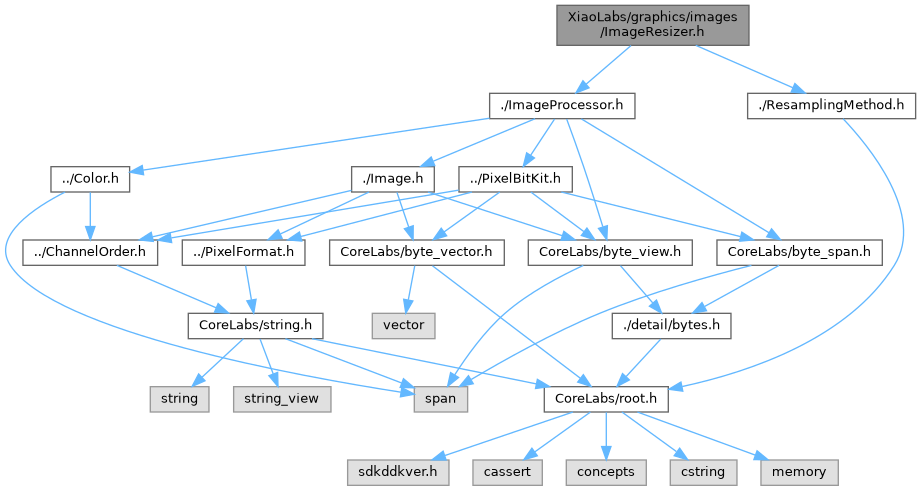 XiaoLabs/graphics/images
/ImageResizer.h
./ImageProcessor.h
./ResamplingMethod.h
../Color.h
./Image.h
../PixelBitKit.h
../ChannelOrder.h
../PixelFormat.h
CoreLabs/byte_vector.h
CoreLabs/byte_view.h
CoreLabs/byte_span.h
CoreLabs/string.h
vector
./detail/bytes.h
string
string_view
span
CoreLabs/root.h
sdkddkver.h
cassert
concepts
cstring
memory